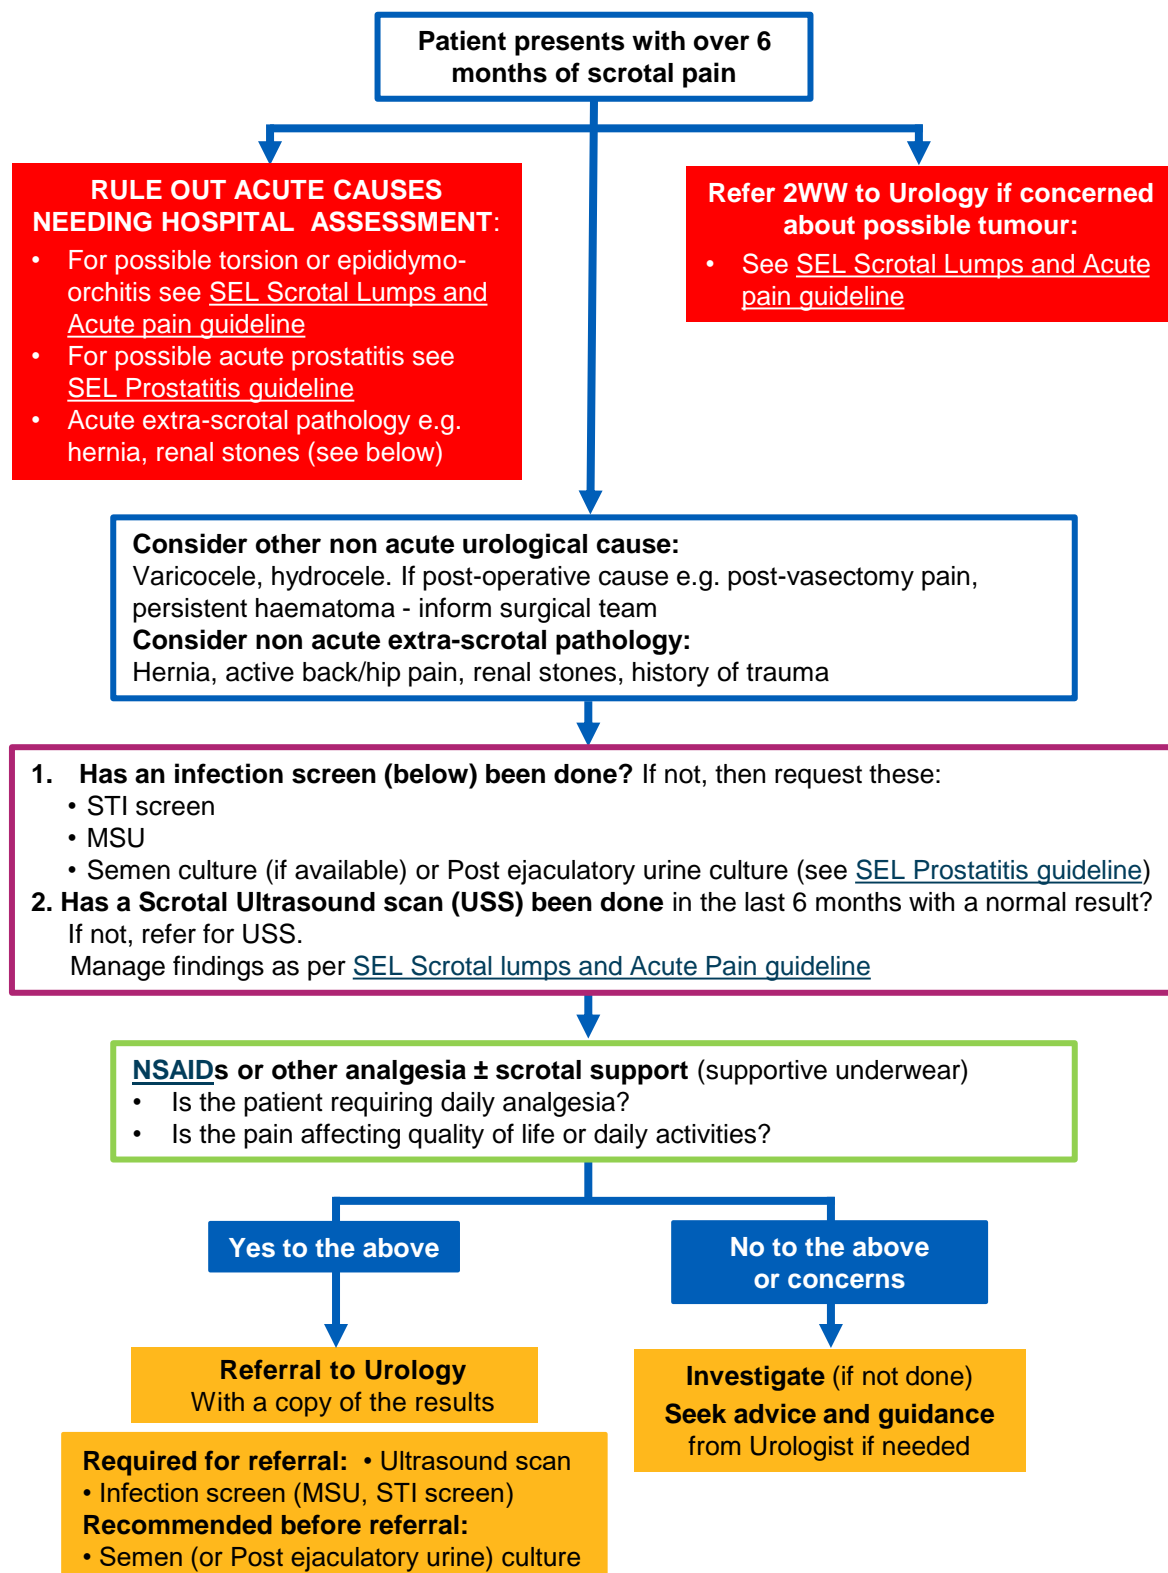 Patient presents with over 6
months of scrotal pain
RULE OUT ACUTE CAUSES
NEEDING HOSPITAL ASSESSMENT:
• For possible torsion or epididymo-
orchitis see SEL Scrotal Lumps and
Acute pain guideline
• For possible acute prostatitis see
SEL Prostatitis guideline
• Acute extra-scrotal pathology e.g.
hernia, renal stones (see below)
Refer 2WW to Urology if concerned
about possible tumour:
• See SEL Scrotal Lumps and Acute
pain guideline
Consider other non acute urological cause:
Varicocele, hydrocele. If post-operative cause e.g. post-vasectomy pain,
persistent haematoma - inform surgical team
Consider non acute extra-scrotal pathology:
Hernia, active back/hip pain, renal stones, history of trauma
1. Has an infection screen (below) been done? If not, then request these:
• STI screen
• MSU
• Semen culture (if available) or Post ejaculatory urine culture (see SEL Prostatitis guideline)
2. Has a Scrotal Ultrasound scan (USS) been done in the last 6 months with a normal result?
If not, refer for USS.
Manage findings as per SEL Scrotal lumps and Acute Pain guideline
NSAIDs or other analgesia ± scrotal support (supportive underwear)
• Is the patient requiring daily analgesia?
• Is the pain affecting quality of life or daily activities?
Yes to the above
No to the above
or concerns
Referral to Urology
With a copy of the results
Required for referral: • Ultrasound scan
• Infection screen (MSU, STI screen)
Recommended before referral:
• Semen (or Post ejaculatory urine) culture
Investigate (if not done)
Seek advice and guidance
from Urologist if needed